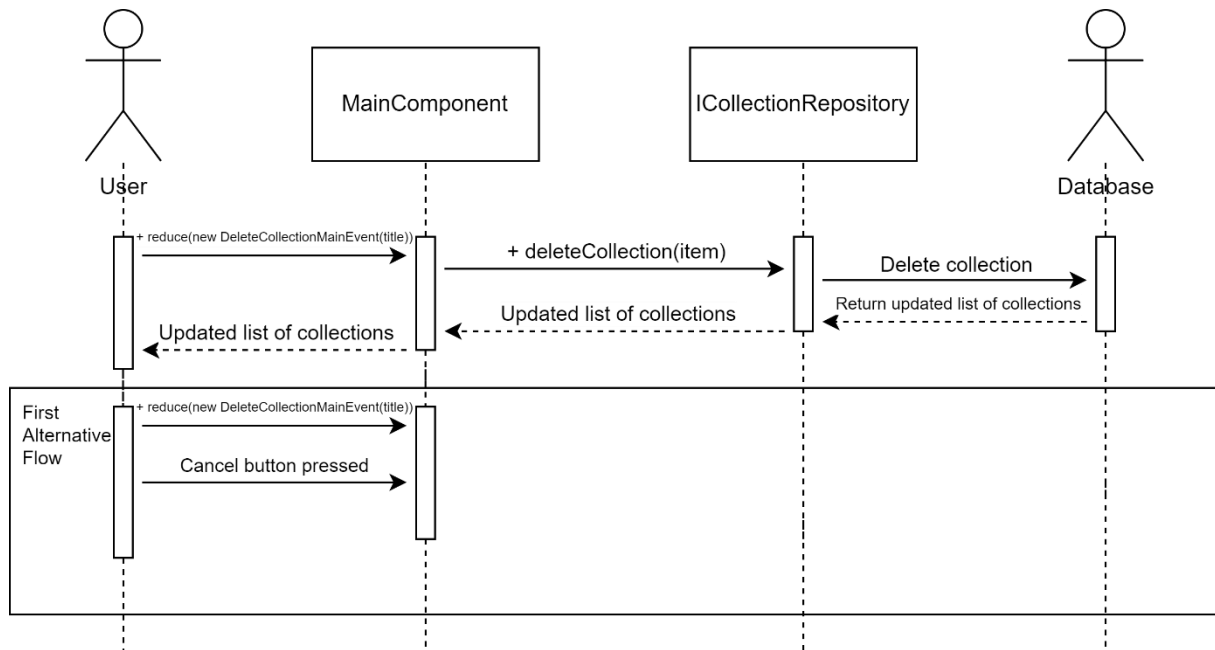 MainComponent
ICollectionRepository
User
Database
+ reduce(new DeleteCollectionMainEvent(title))
+ deleteCollection(item)
Delete collection
Return updated list of collections
Updated list of collections
Updated list of collections
First
Alternative
Flow
+ reduce(new DeleteCollectionMainEvent(title))
Cancel button pressed